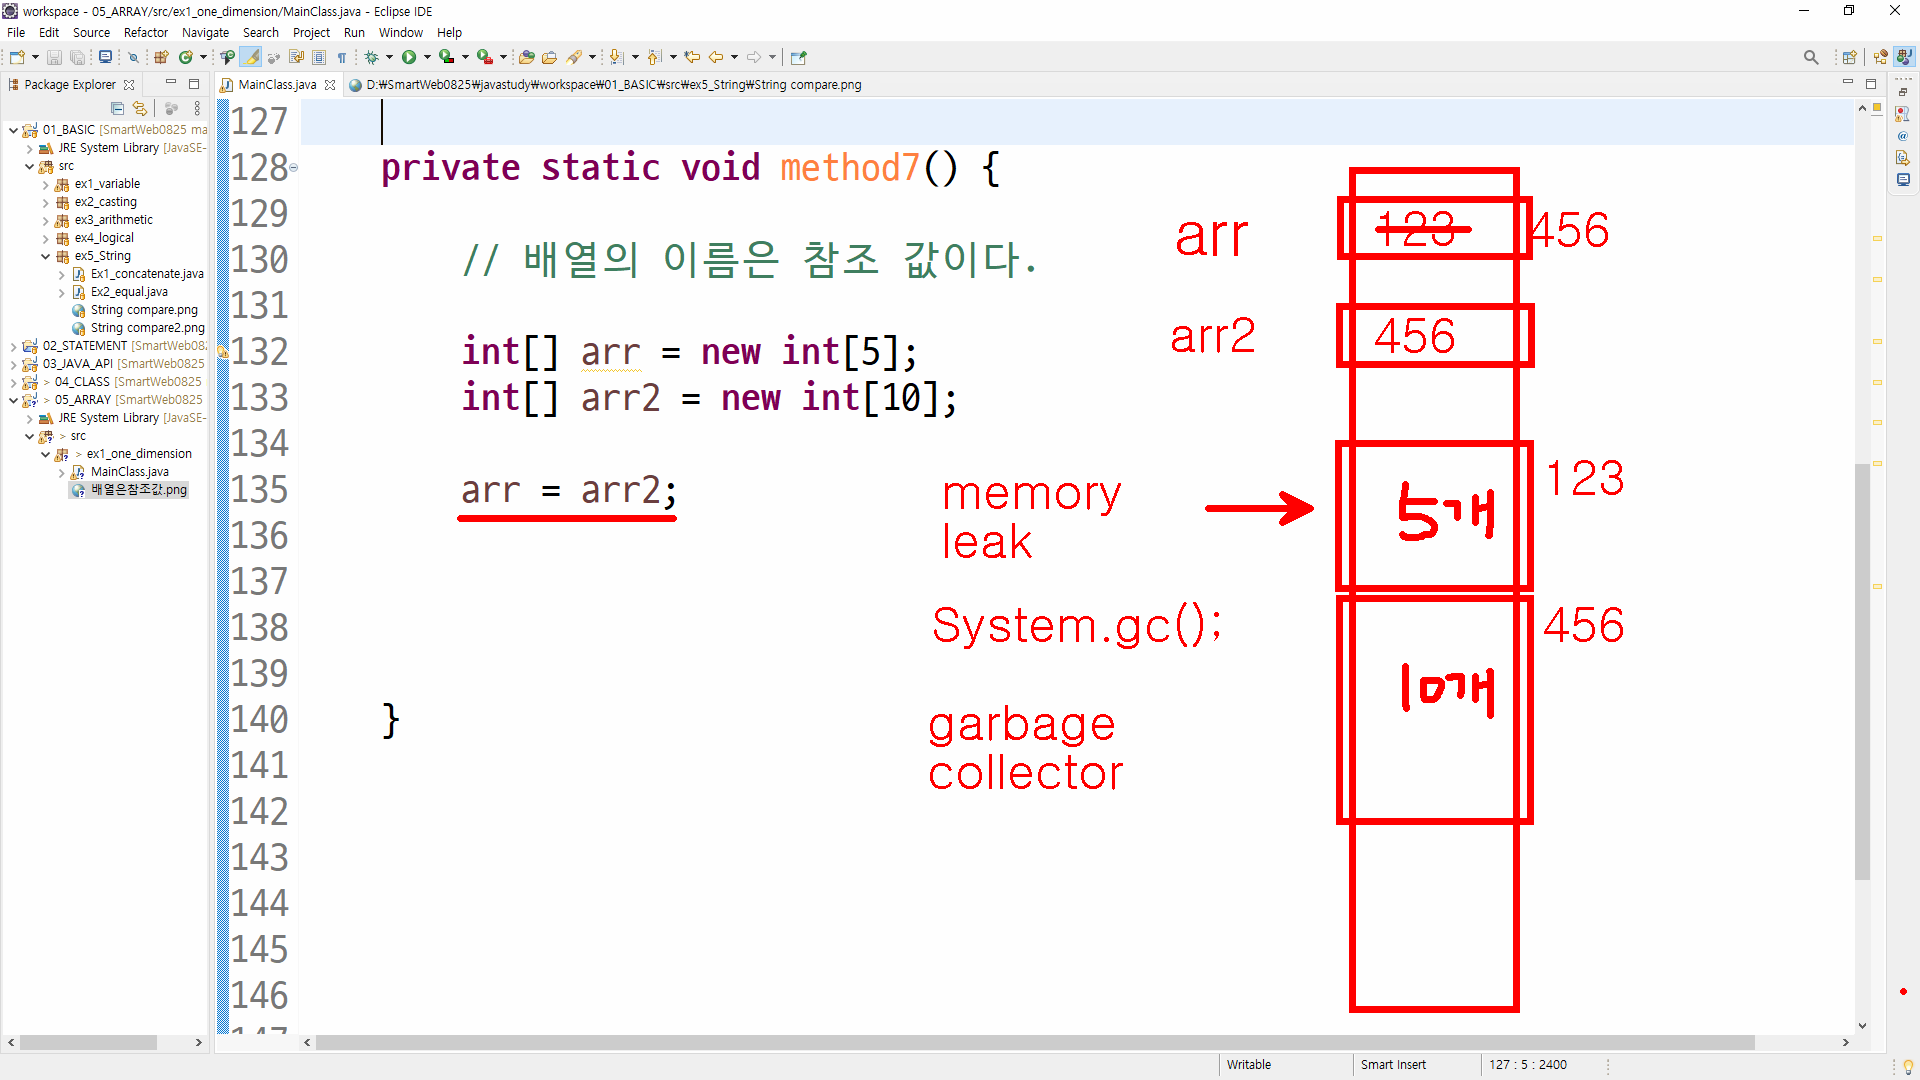 workspace - 05_ARRAY/src/ex1_one_dimension/MainClass.java - Eclipse IDE
File Edit Source Refactor Navigate Search Project Run Window Help
Package Explorer
01_BASIC [SmartWeb0825 ma
JRE System Library [JavaSE-
src
ex1_variable
ex2_casting
ex3_arithmetic
ex4_logical
ex5_String
Ex1_concatenate.java
Ex2_equal.java
String compare.png
String compare2.png
02_STATEMENT [SmartWeb082
03_JAVA_API [SmartWeb0825
> 04_CLASS [SmartWeb0825
> 05_ARRAY [SmartWeb0825
JRE System Library [JavaSE-
> src
> ex1_one_dimension
MainClass.java
배열은참조값.png
MainClass.java
D:₩SmartWeb0825₩javastudy₩workspace₩01_BASIC₩src₩ex5_String₩String compare.png
127
128 private static void method7() {
129
130 // 배열의 이름은 참조 값이다.
131
132 int[] arr = new int[5];
133 int[] arr2 = new int[10];
134
135 arr = arr2;
136
137
138
139
140 }
141
142
143
144
145
146
147
arr 123 456
arr2 456
memory
leak
5개 123
System.gc();
10개 456
garbage
collector
Writable Smart Insert 127 : 5 : 2400